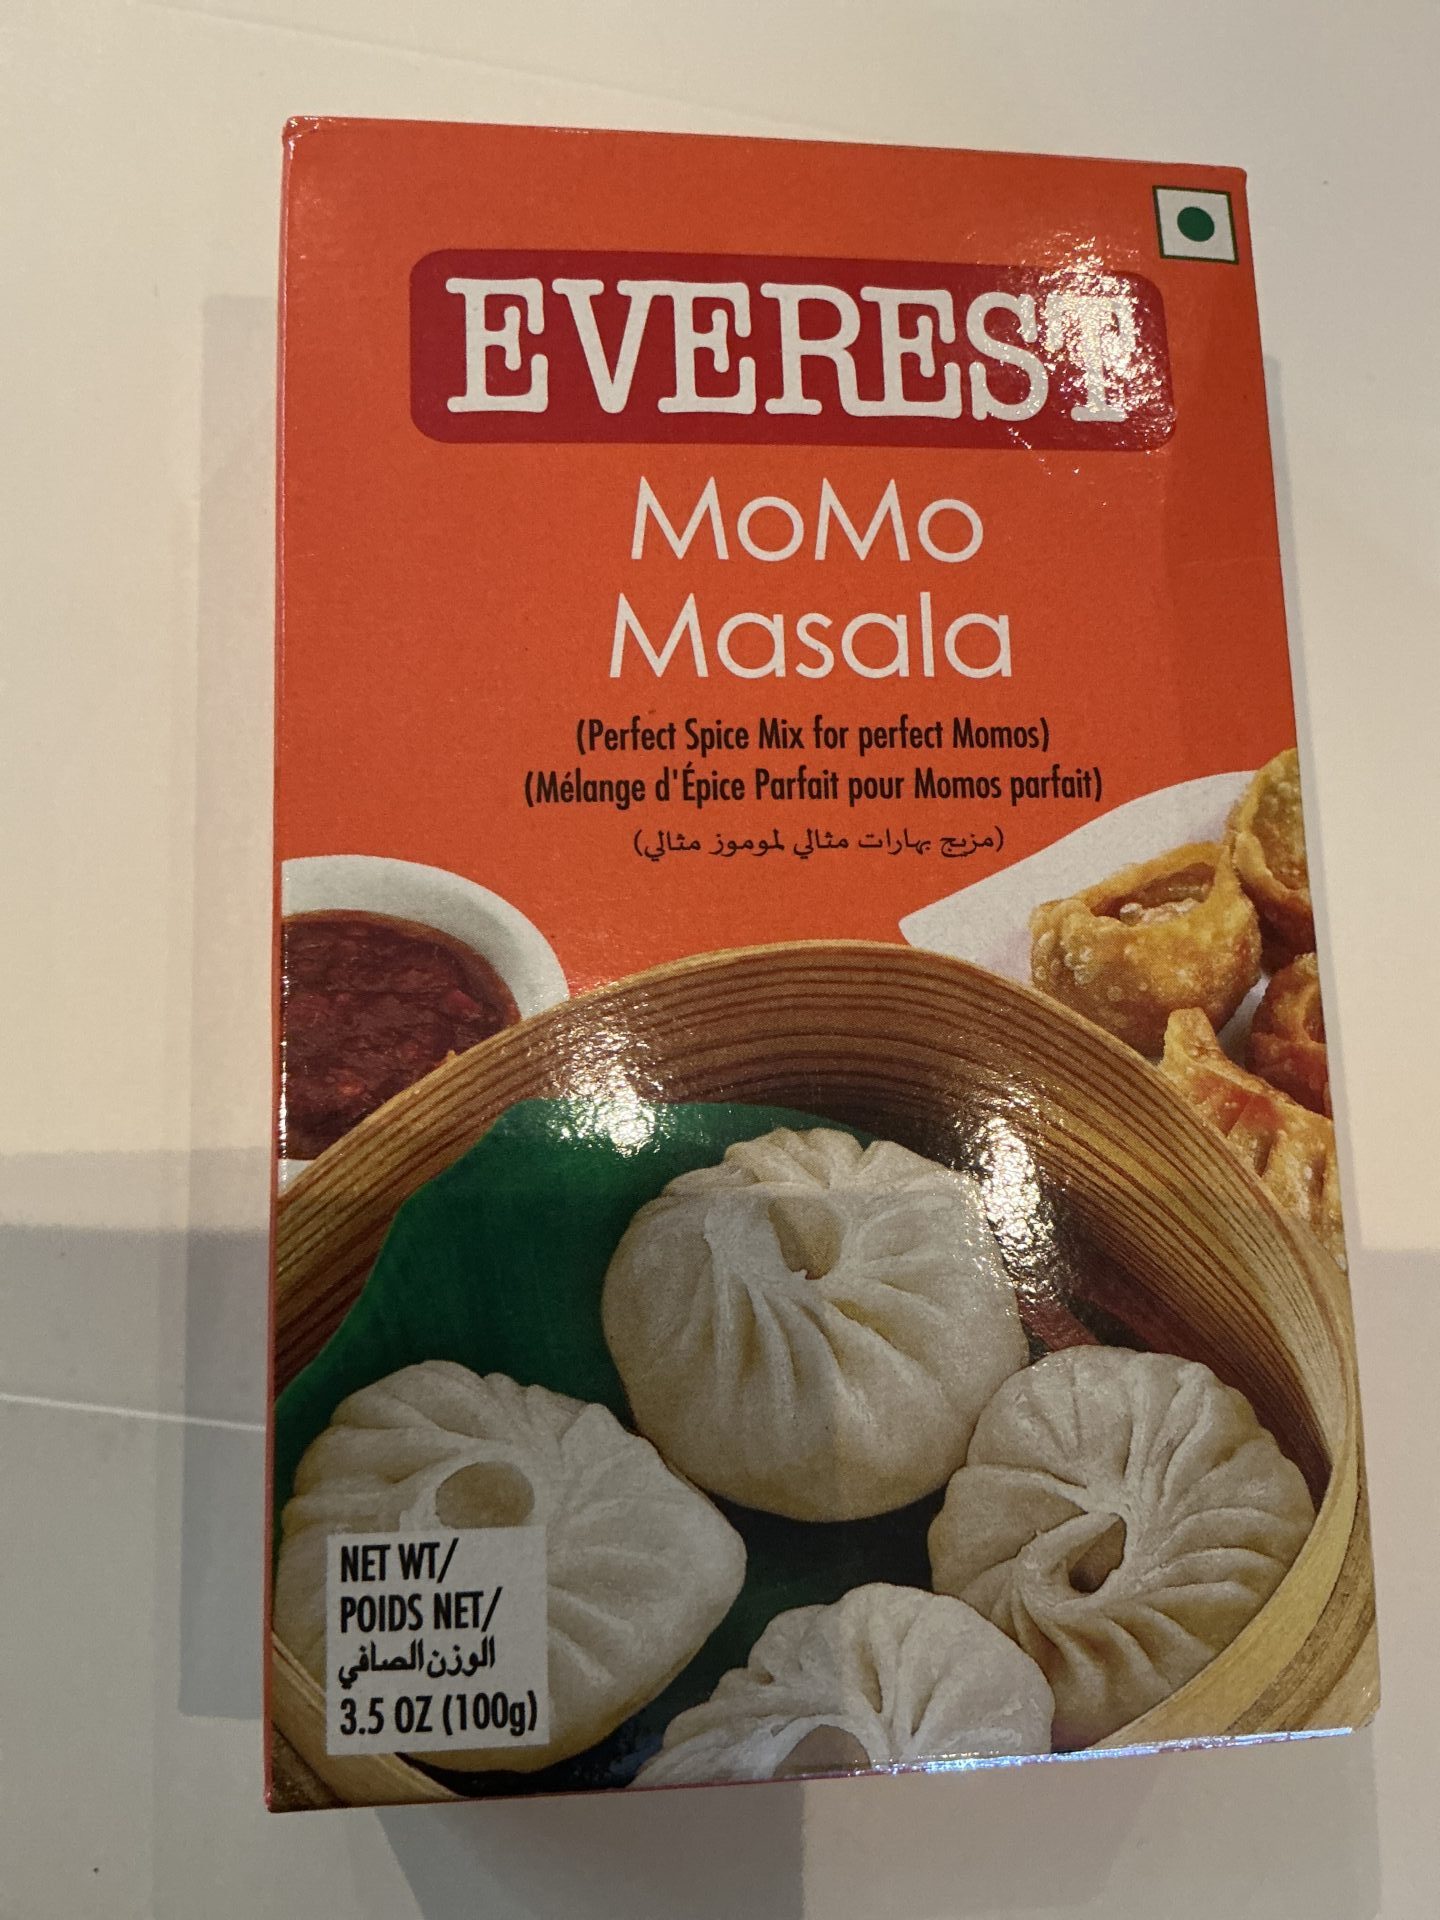 EVEREST
MoMo
Masala
(Perfect Spice Mix for perfect Momos)
(Mélange d'Épice Parfait pour Momos parfait)
(مزيج بهارات مثالي لموموز مثالي)
NET WT/
POIDS NET/
الوزن الصافي
3.5 OZ (100g)